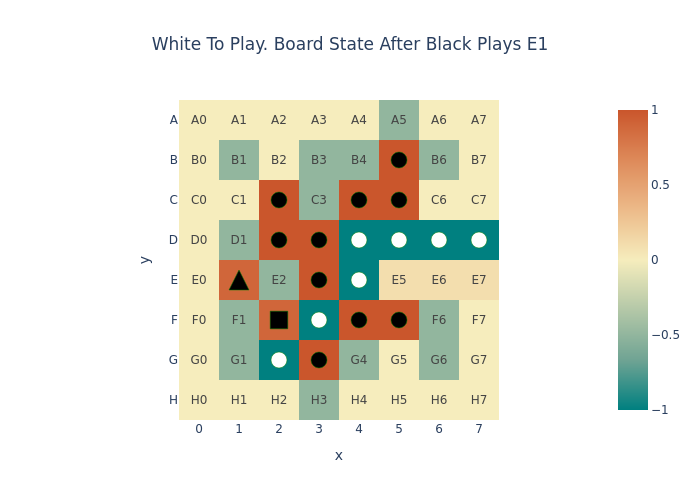 White To Play. Board State After Black Plays E1
A A0 A1 A2 A3 A4 A5 A6 A7
B B0 B1 B2 B3 B4 B6 B7
C C0 C1 C3 C6 C7
D D0 D1
y
E E0 E2 E5 E6 E7
F F0 F1 F6 F7
G G0 G1 G4 G5 G6 G7
H H0 H1 H2 H3 H4 H5 H6 H7
0 1 2 3 4 5 6 7
x
1
0.5
0
−0.5
−1